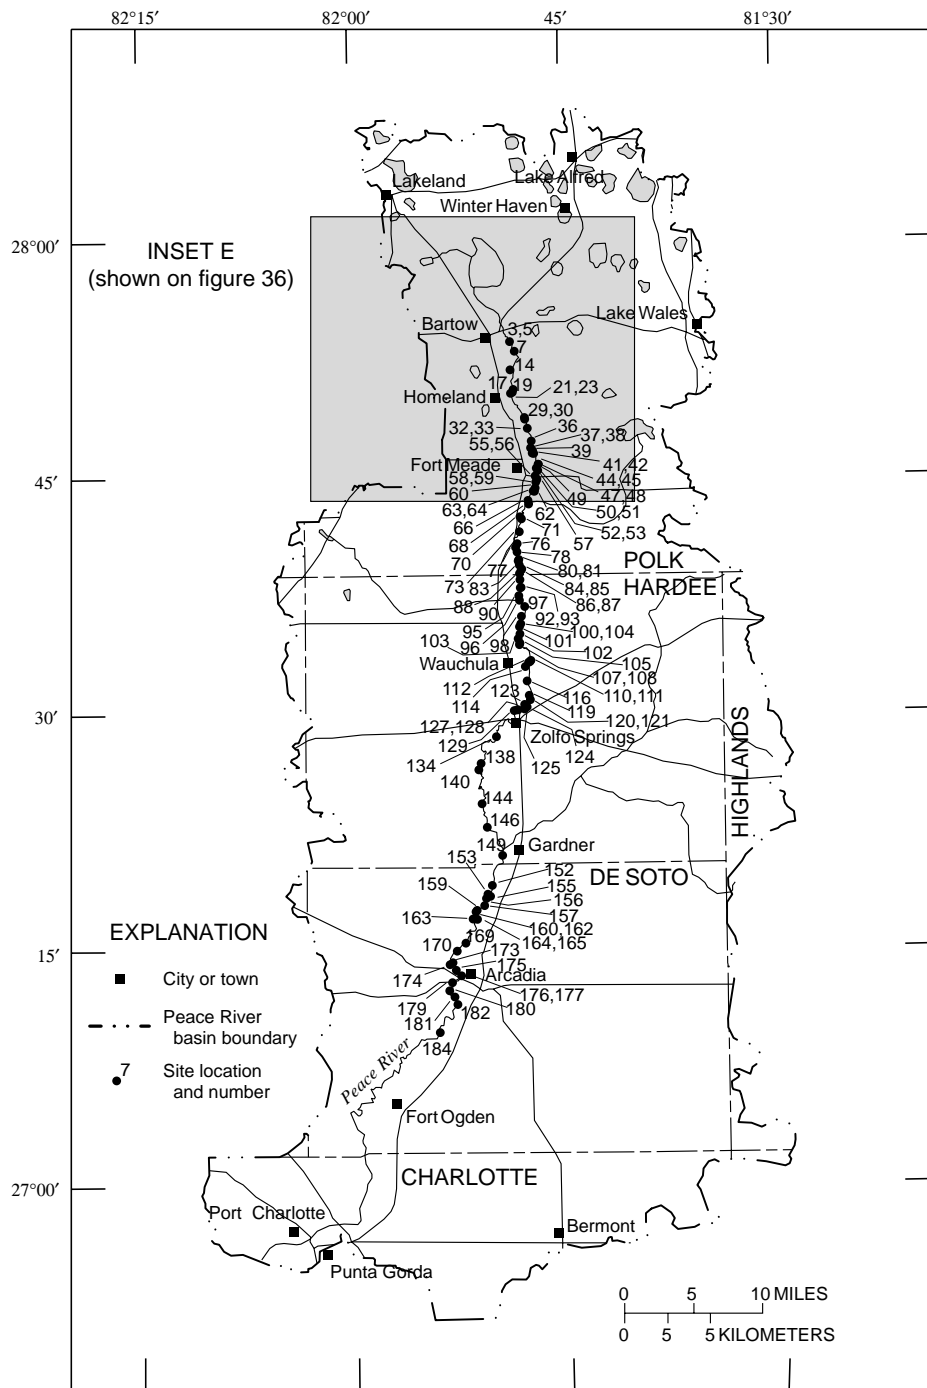 82°15′ 82°00′ 45′ 81°30′
Lake Alfred
Lakeland
Winter Haven
28°00′
INSET E
(shown on figure 36)
Lake Wales
Bartow
3,5
7
14
17 19
21,23
Homeland
29,30
32,33
36
37,38
55,56
39
41,42
Fort Meade
58,59
44,45
45′
60
49
47,48
63,64
62
50,51
66
71
52,53
68
76
57
70
78
77
80,81
POLK
73
83
84,85
HARDEE
88
90
97
86,87
95
92,93
96
98
100,104
103
101
102
Wauchula
105
107,108
112
110,111
114
123
116
119
30′
120,121
127,128
129
Zolfo Springs
134
138
124
125
140
HIGHLANDS
144
146
149
Gardner
153
152
DE SOTO
159
155
156
157
163
160,162
EXPLANATION
164,165
169
170
173
15′
175
174
Arcadia
City or town
176,177
179
180
181
182
Peace River
basin boundary
184
Peace River
7
Site location
and number
Fort Ogden
CHARLOTTE
27°00′
Port Charlotte
Bermont
Punta Gorda
0 5 10 MILES
0 5 5 KILOMETERS